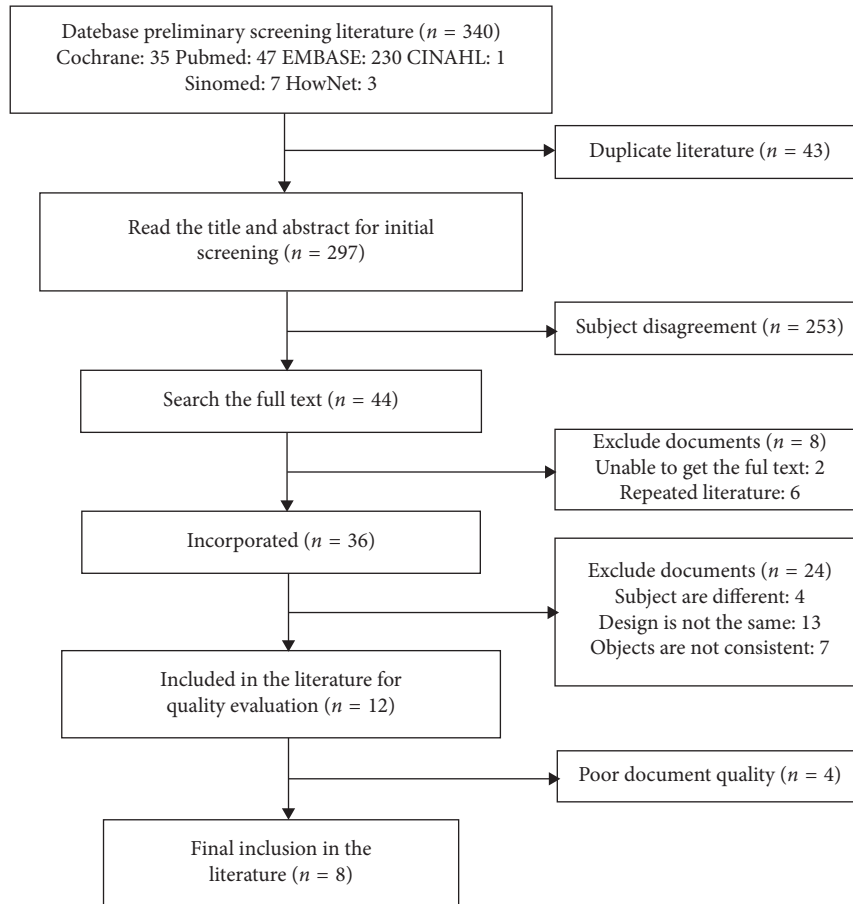 Datebase preliminary screening literature (n = 340)
Cochrane: 35 Pubmed: 47 EMBASE: 230 CINAHL: 1
Sinomed: 7 HowNet: 3
Duplicate literature (n = 43)
Read the title and abstract for initial
screening (n = 297)
Subject disagreement (n = 253)
Search the full text (n = 44)
Exclude documents (n = 8)
Unable to get the ful text: 2
Repeated literature: 6
Incorporated (n = 36)
Exclude documents (n = 24)
Subject are different: 4
Design is not the same: 13
Objects are not consistent: 7
Included in the literature for
quality evaluation (n = 12)
Poor document quality (n = 4)
Final inclusion in the
literature (n = 8)